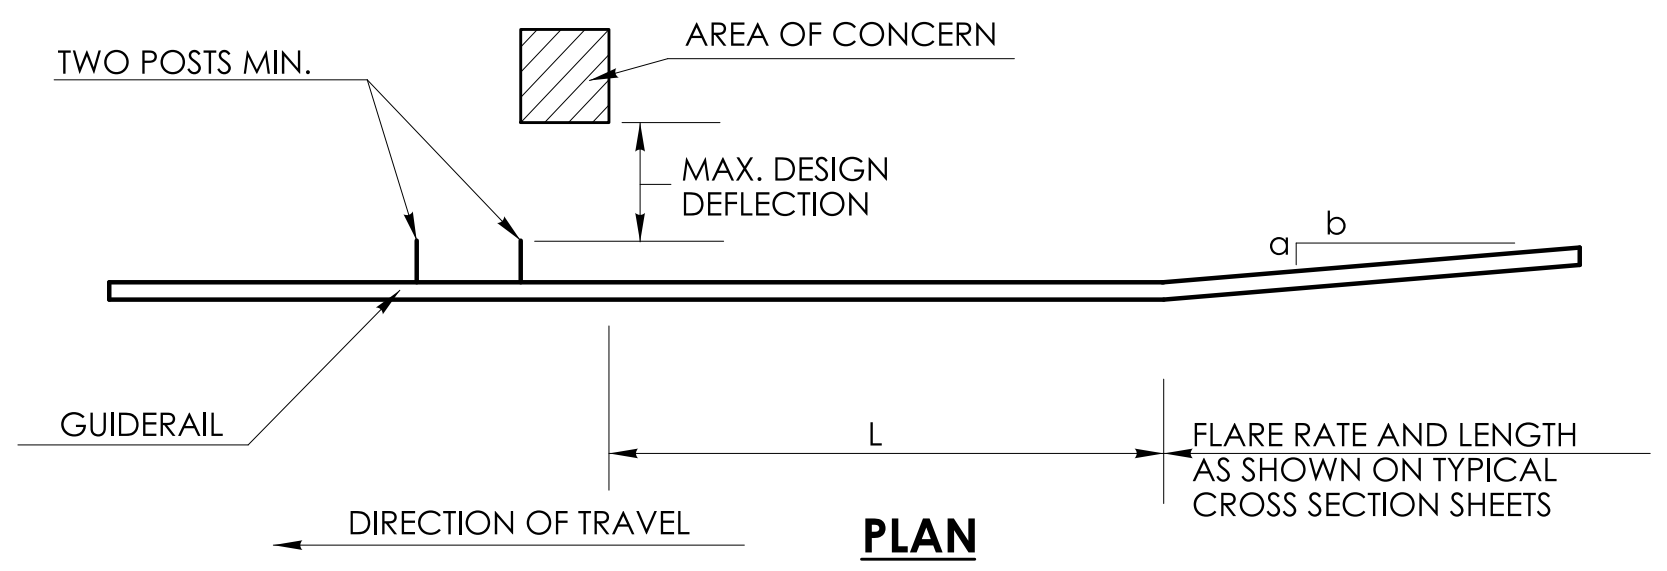 AREA OF CONCERN
TWO POSTS MIN.
MAX. DESIGN
DEFLECTION
a
b
GUIDERAIL
L
FLARE RATE AND LENGTH
AS SHOWN ON TYPICAL
CROSS SECTION SHEETS
DIRECTION OF TRAVEL
PLAN